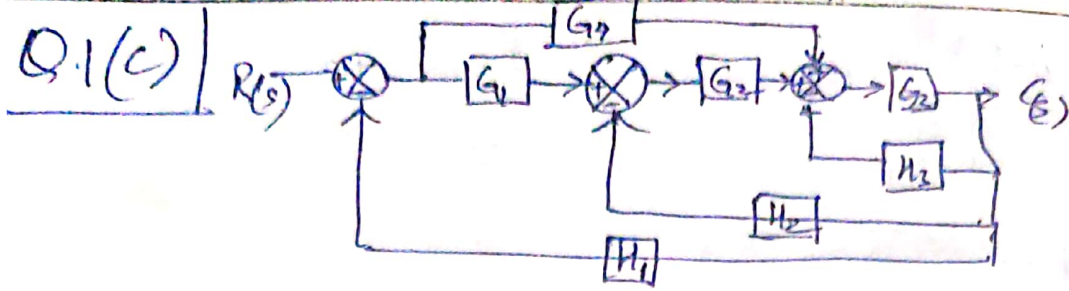 Q.1(C)
G4
R(s)
G1
G2
G3
C(s)
H3
H2
H1